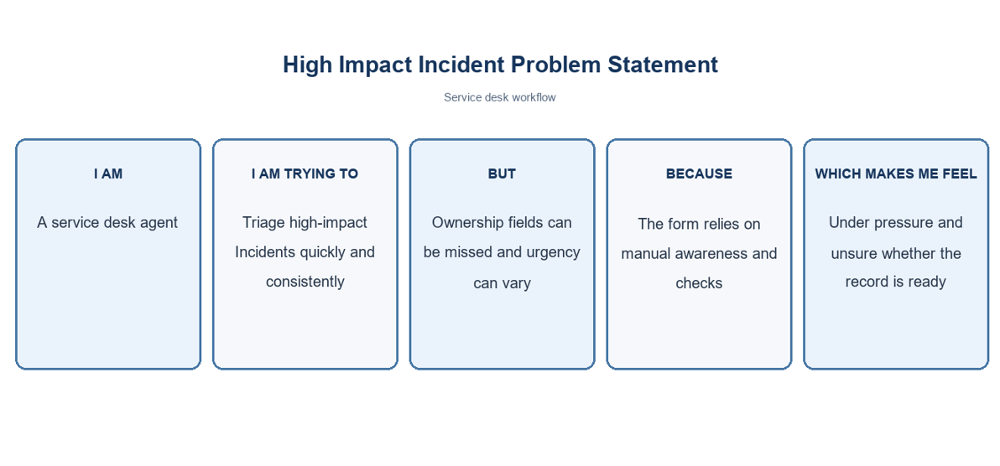 High Impact Incident Problem Statement
Service desk workflow
I AM
A service desk agent
I AM TRYING TO
Triage high-impact
Incidents quickly and
consistently
BUT
Ownership fields can
be missed and urgency
can vary
BECAUSE
The form relies on
manual awareness and
checks
WHICH MAKES ME FEEL
Under pressure and
unsure whether the
record is ready